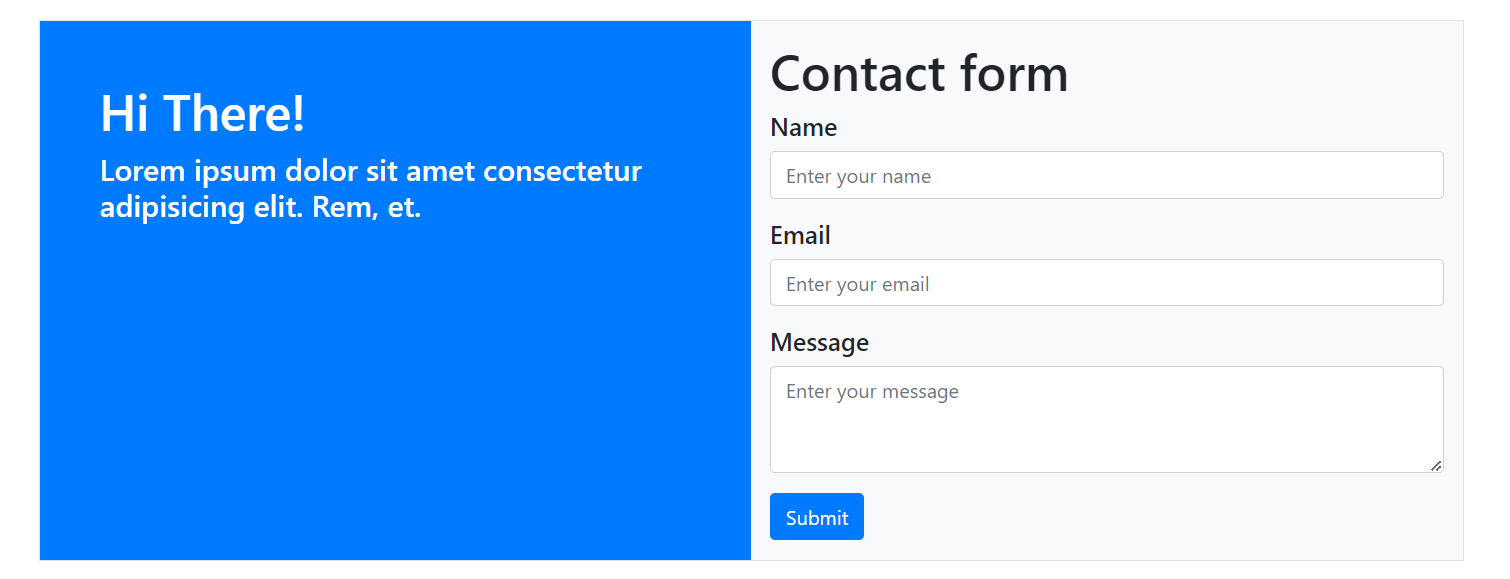 Hi There!
Lorem ipsum dolor sit amet consectetur
adipisicing elit. Rem, et.
Contact form
Name
Enter your name
Email
Enter your email
Message
Enter your message
Submit